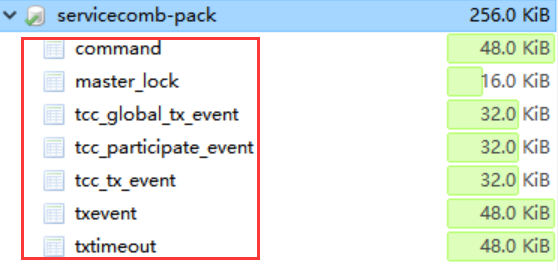 servicecomb-pack 256.0 KiB
command 48.0 KiB
master_lock 16.0 KiB
tcc_global_tx_event 32.0 KiB
tcc_participate_event 32.0 KiB
tcc_tx_event 32.0 KiB
txevent 48.0 KiB
txtimeout 48.0 KiB